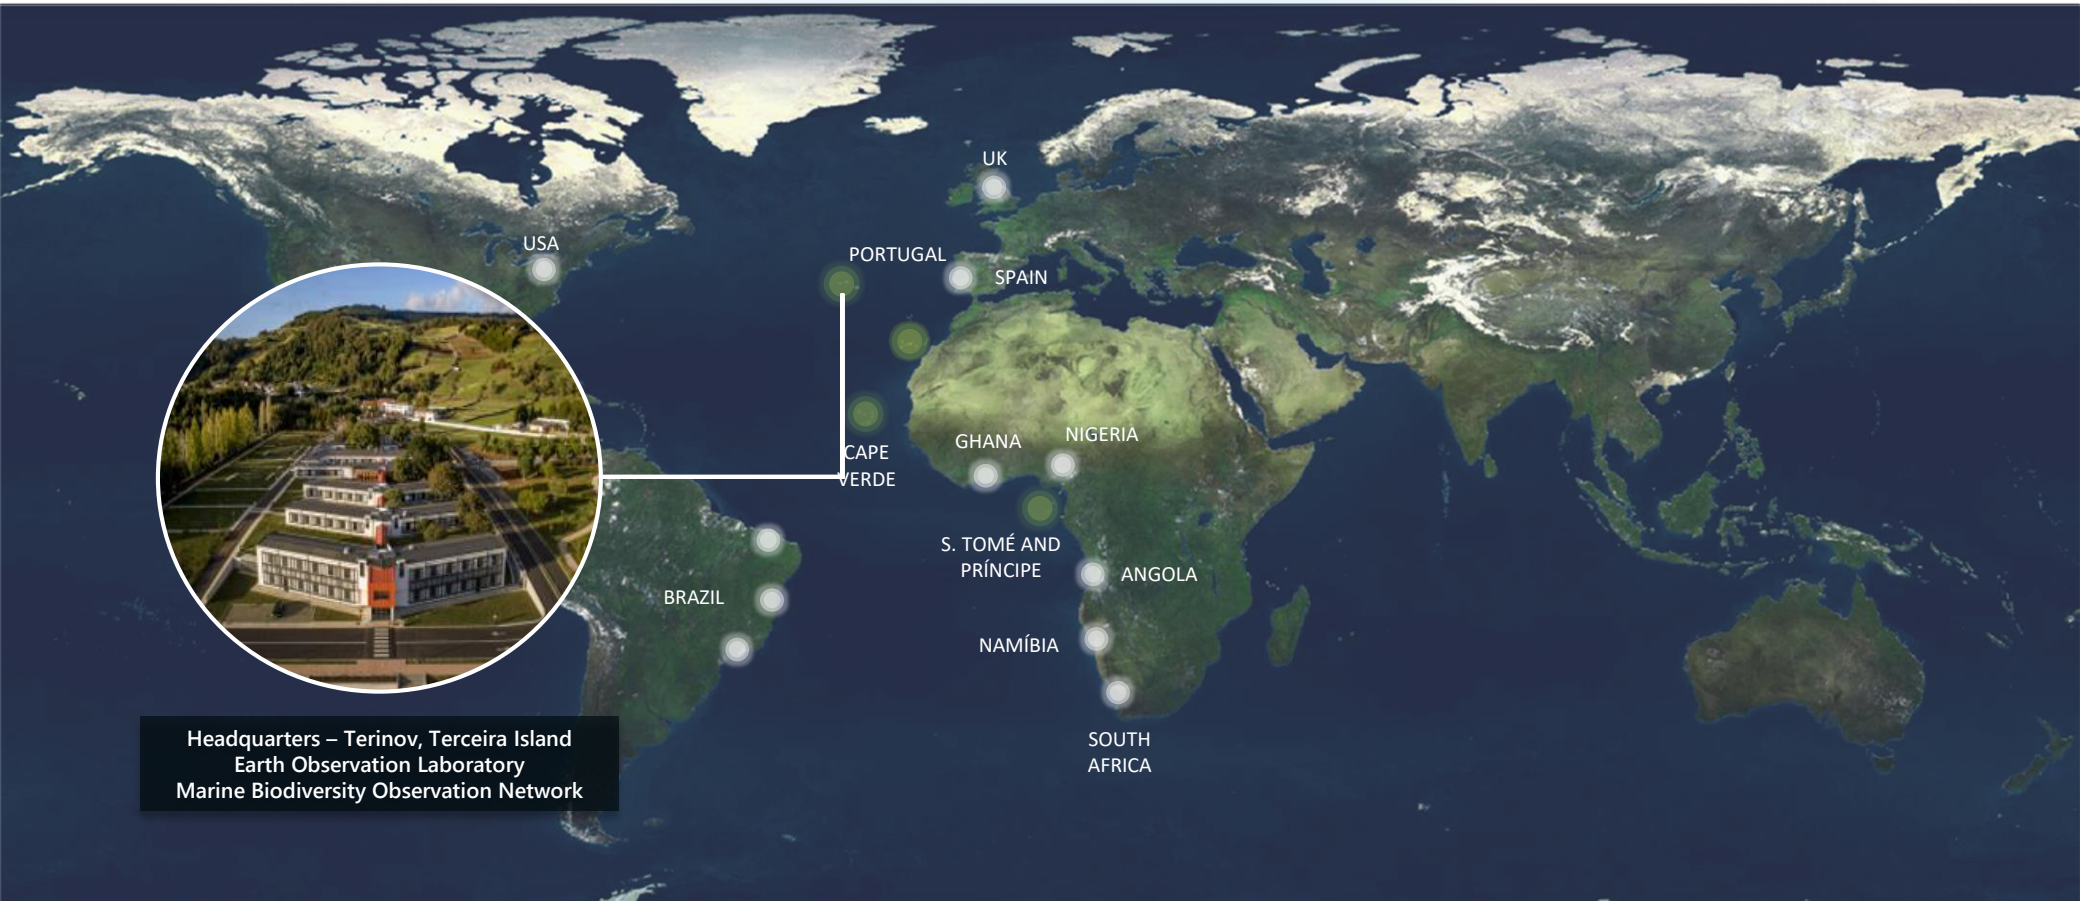 UK
USA
PORTUGAL
SPAIN
CAPE
VERDE
GHANA
NIGERIA
S. TOMÉ AND
PRÍNCIPE
ANGOLA
BRAZIL
NAMÍBIA
SOUTH
AFRICA
Headquarters – Terinov, Terceira Island
Earth Observation Laboratory
Marine Biodiversity Observation Network